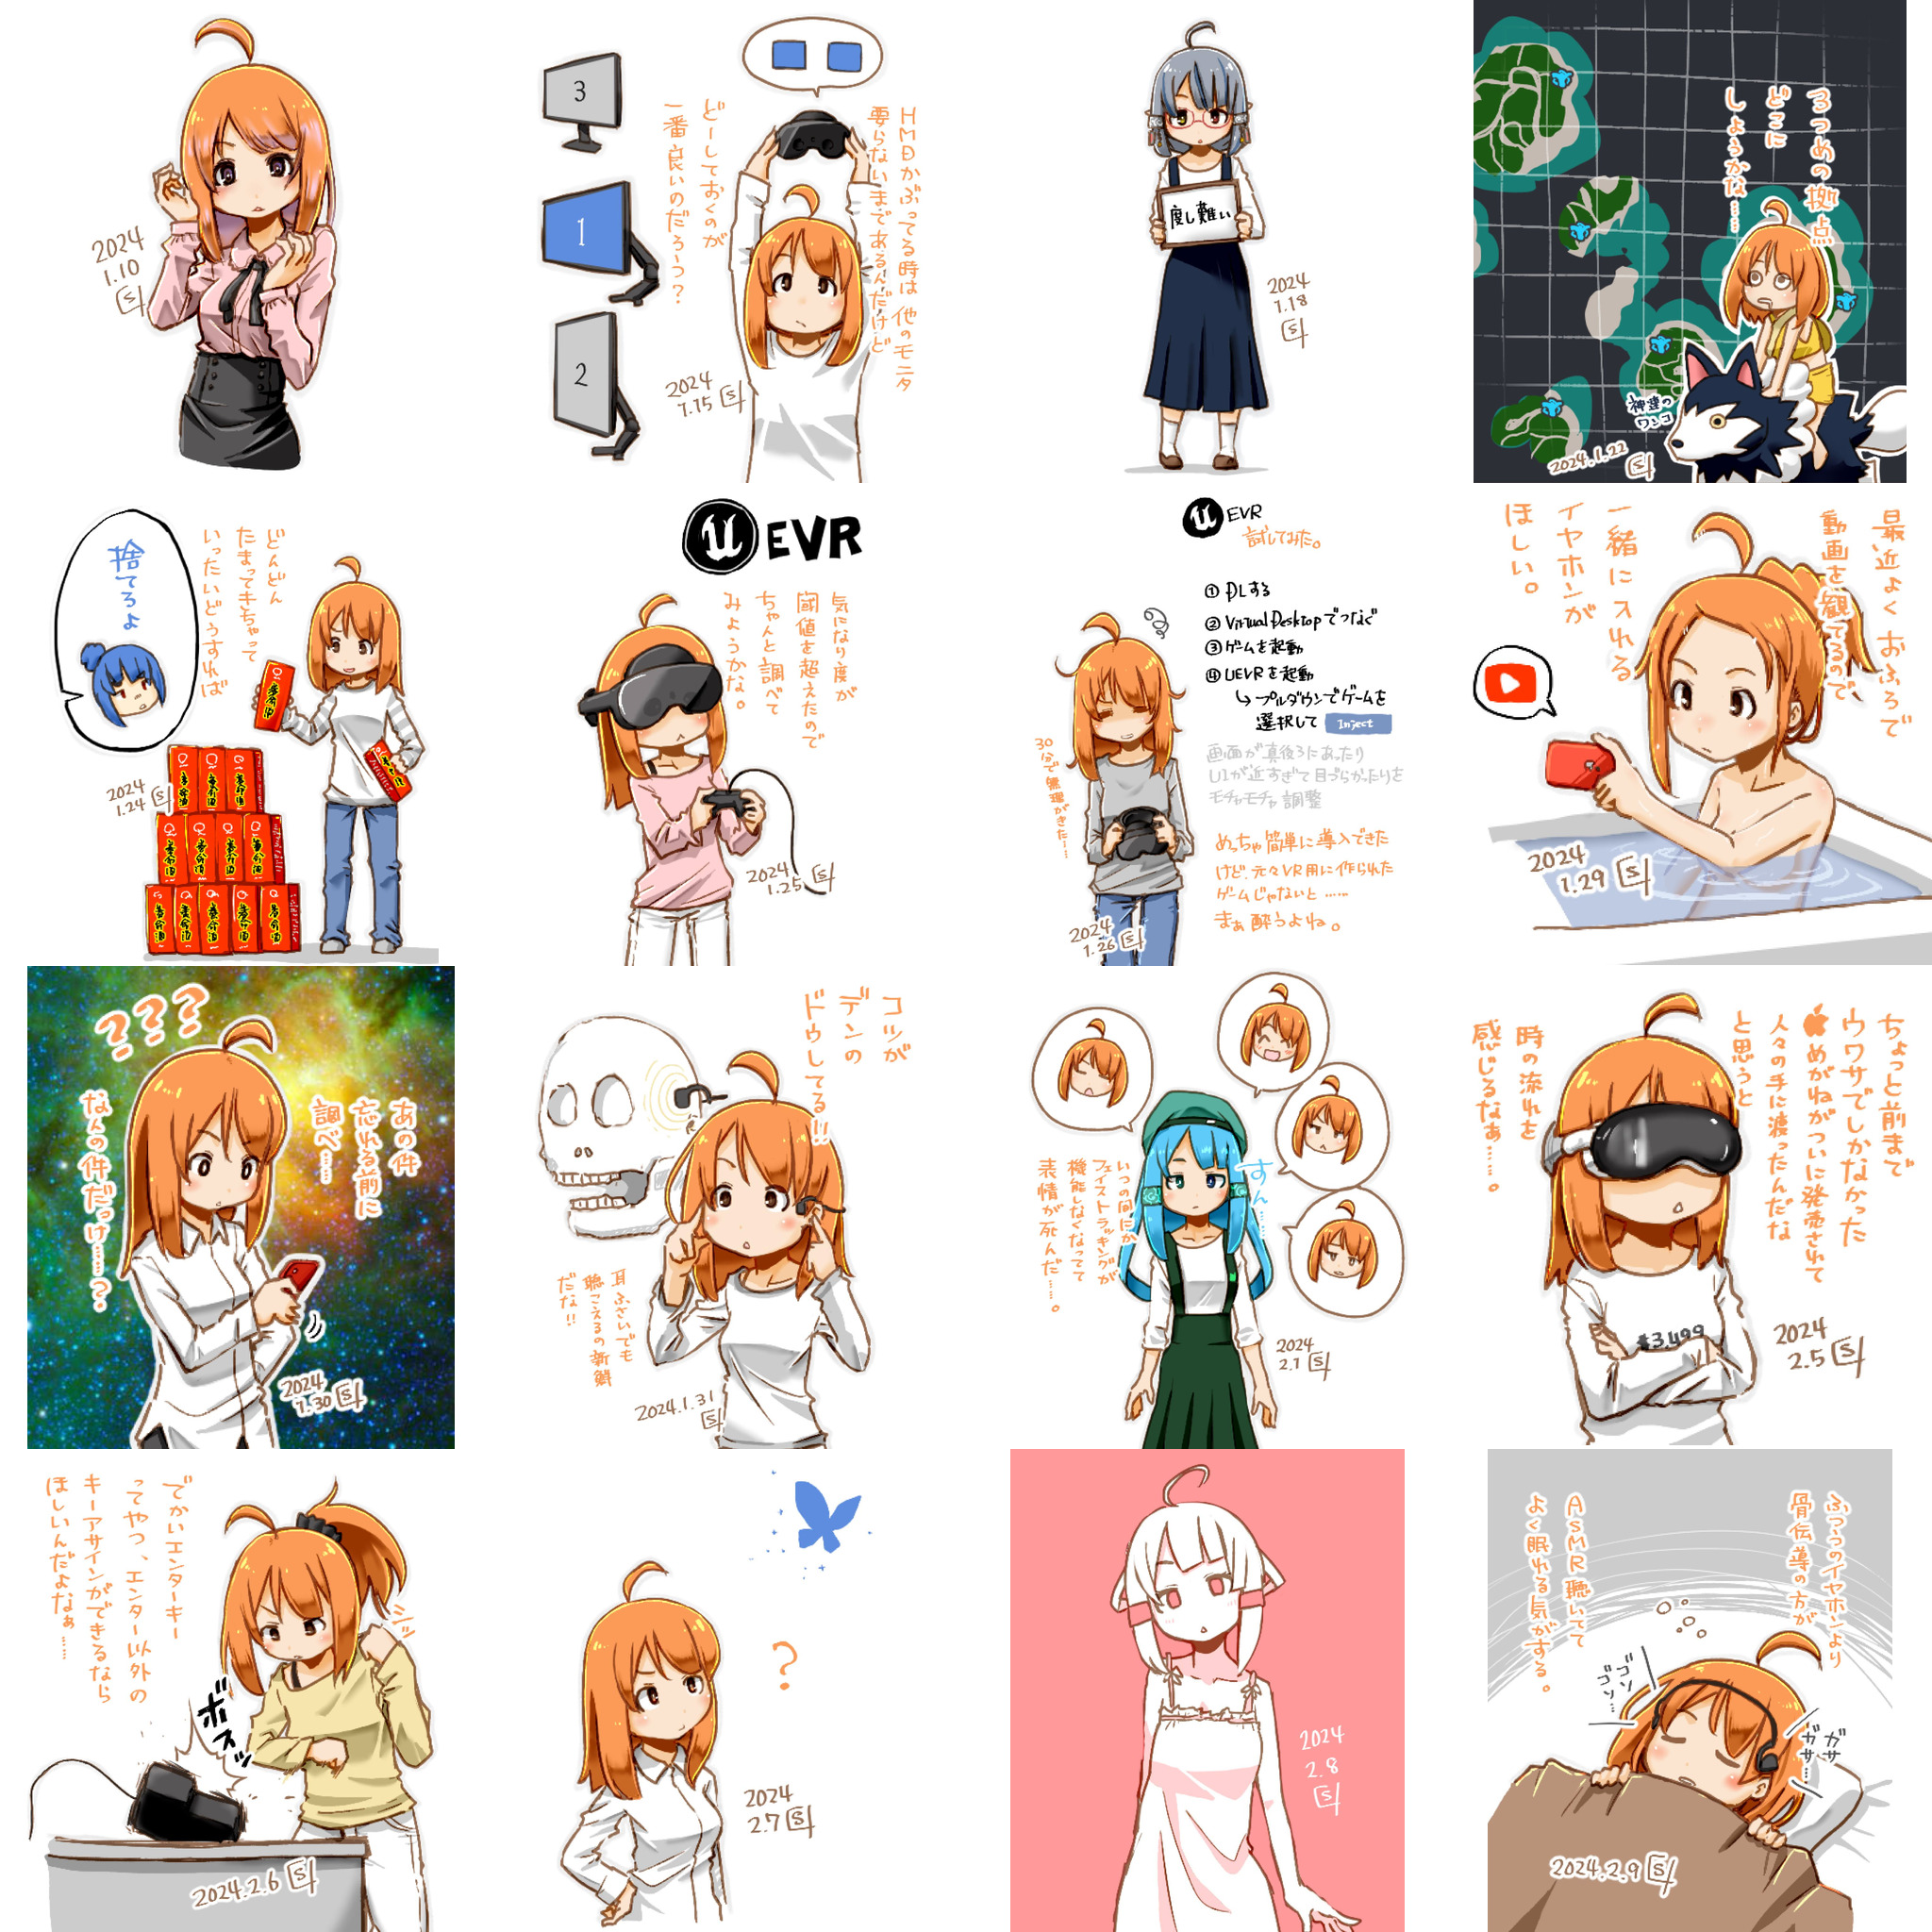 2024
1.10
3
1
2
HMDかぶってる時は他のモニタ
要らないまであるんだけど
どーしておくのが
一番良いのだろうっ?
2024
1.15
度し難い
2024
1.18
るつめの拠点
どこに
しようかな……
神達の
ワンコ
2024.1.22
捨てろよ
どんどん
たまってきちゃって
いったいどうすれば
2024
1.24
EVR
気になり度が
閾値を超えたので
ちゃんと調べて
みようかな。
2024
1.25
EVR
試してみた。
① DLする
② Virtual Desktopでつなぐ
③ ゲームを起動
④ UEVRを起動
↳プルダウンでゲームを
選択して Inject
画面が真後ろにあったり
UIが近すぎて目づらかったりを
モチャモチャ調整
めっちゃ簡単に導入できた
けど、元々VR用に作られた
ゲームじゃないと……
まぁ酔うよね。
30分で無理がきた……
2024
1.26
最近よくおふろで
動画を観てるので
一緒に入れる
イヤホンが
ほしい。
2024
1.29
???
あの件
忘れる前に
調べ……
なんの件だっけ……?
2024
1.30
コツが
デンの
ドウしてる!!
耳ふさいでも
聴こえるの新鮮
だな!!
2024.1.31
すん……
いつの間にか
フェイストラッキングが
機能しなくなってて
表情が死んだ……。
2024
2.1
ちょっと前まで
ウワサでしかなかった
めがねがついに発売されて
人々の手に渡ったんだな
と思うと
時の流れを
感じるなぁ……。
$3,499
2024
2.5
でかいエンターキー
ってやつ、エンター以外の
キーアサインができるなら
ほしいんだよなぁ……
ボスッ
2024.2.6
?
2024
2.7
2024
2.8
ふつうのイヤホンより
骨伝導の方が
ASMR聴いてて
よく眠れる気がする。
ゴソ
ゴソ…
ガサ
ガサ…
2024.2.9